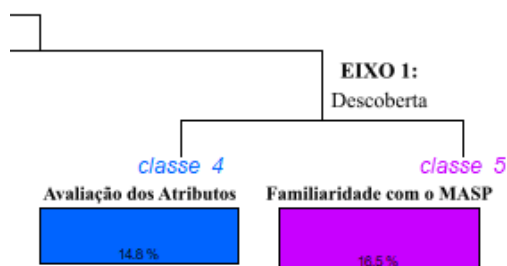 EIXO 1:
Descoberta
classe 4
classe 5
Avaliação dos Atributos
Familiaridade com o MASP
14.8 %
16.5 %